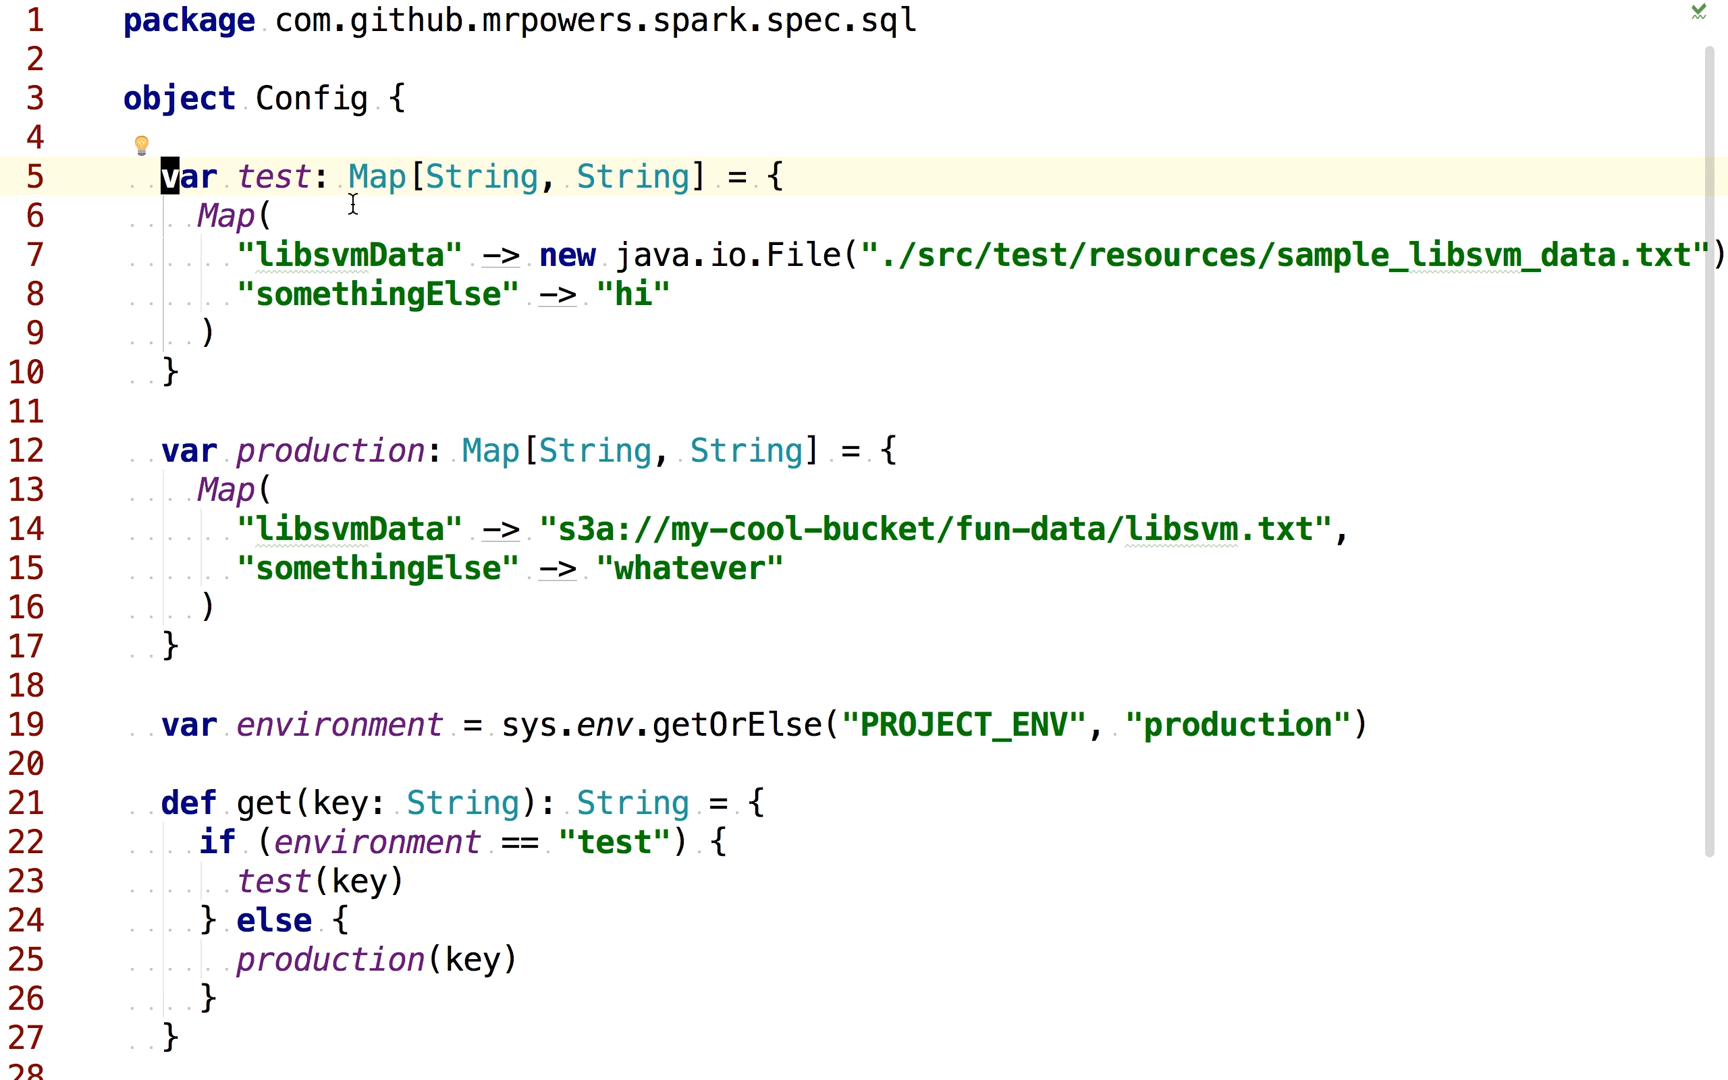 1 package com.github.mrpowers.spark.spec.sql
2
3 object Config {
4
5 var test: Map[String, String] = {
6 Map(
7 "libsvmData" -> new java.io.File("./src/test/resources/sample_libsvm_data.txt")
8 "somethingElse" -> "hi"
9 )
10 }
11
12 var production: Map[String, String] = {
13 Map(
14 "libsvmData" -> "s3a://my-cool-bucket/fun-data/libsvm.txt",
15 "somethingElse" -> "whatever"
16 )
17 }
18
19 var environment = sys.env.getOrElse("PROJECT_ENV", "production")
20
21 def get(key: String): String = {
22 if (environment == "test") {
23 test(key)
24 } else {
25 production(key)
26 }
27 }
28